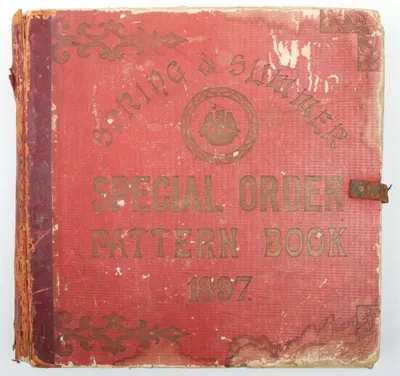 SPRING & SUMMER
SPECIAL ORDER
PATTERN BOOK
1897